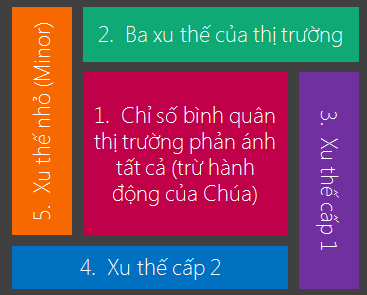 2. Ba xu thế của thị trường
1. Chỉ số bình quân
thị trường phản ánh
tất cả (trừ hành
động của Chúa)
3. Xu thế cấp 1
4. Xu thế cấp 2
5. Xu thế nhỏ (Minor)